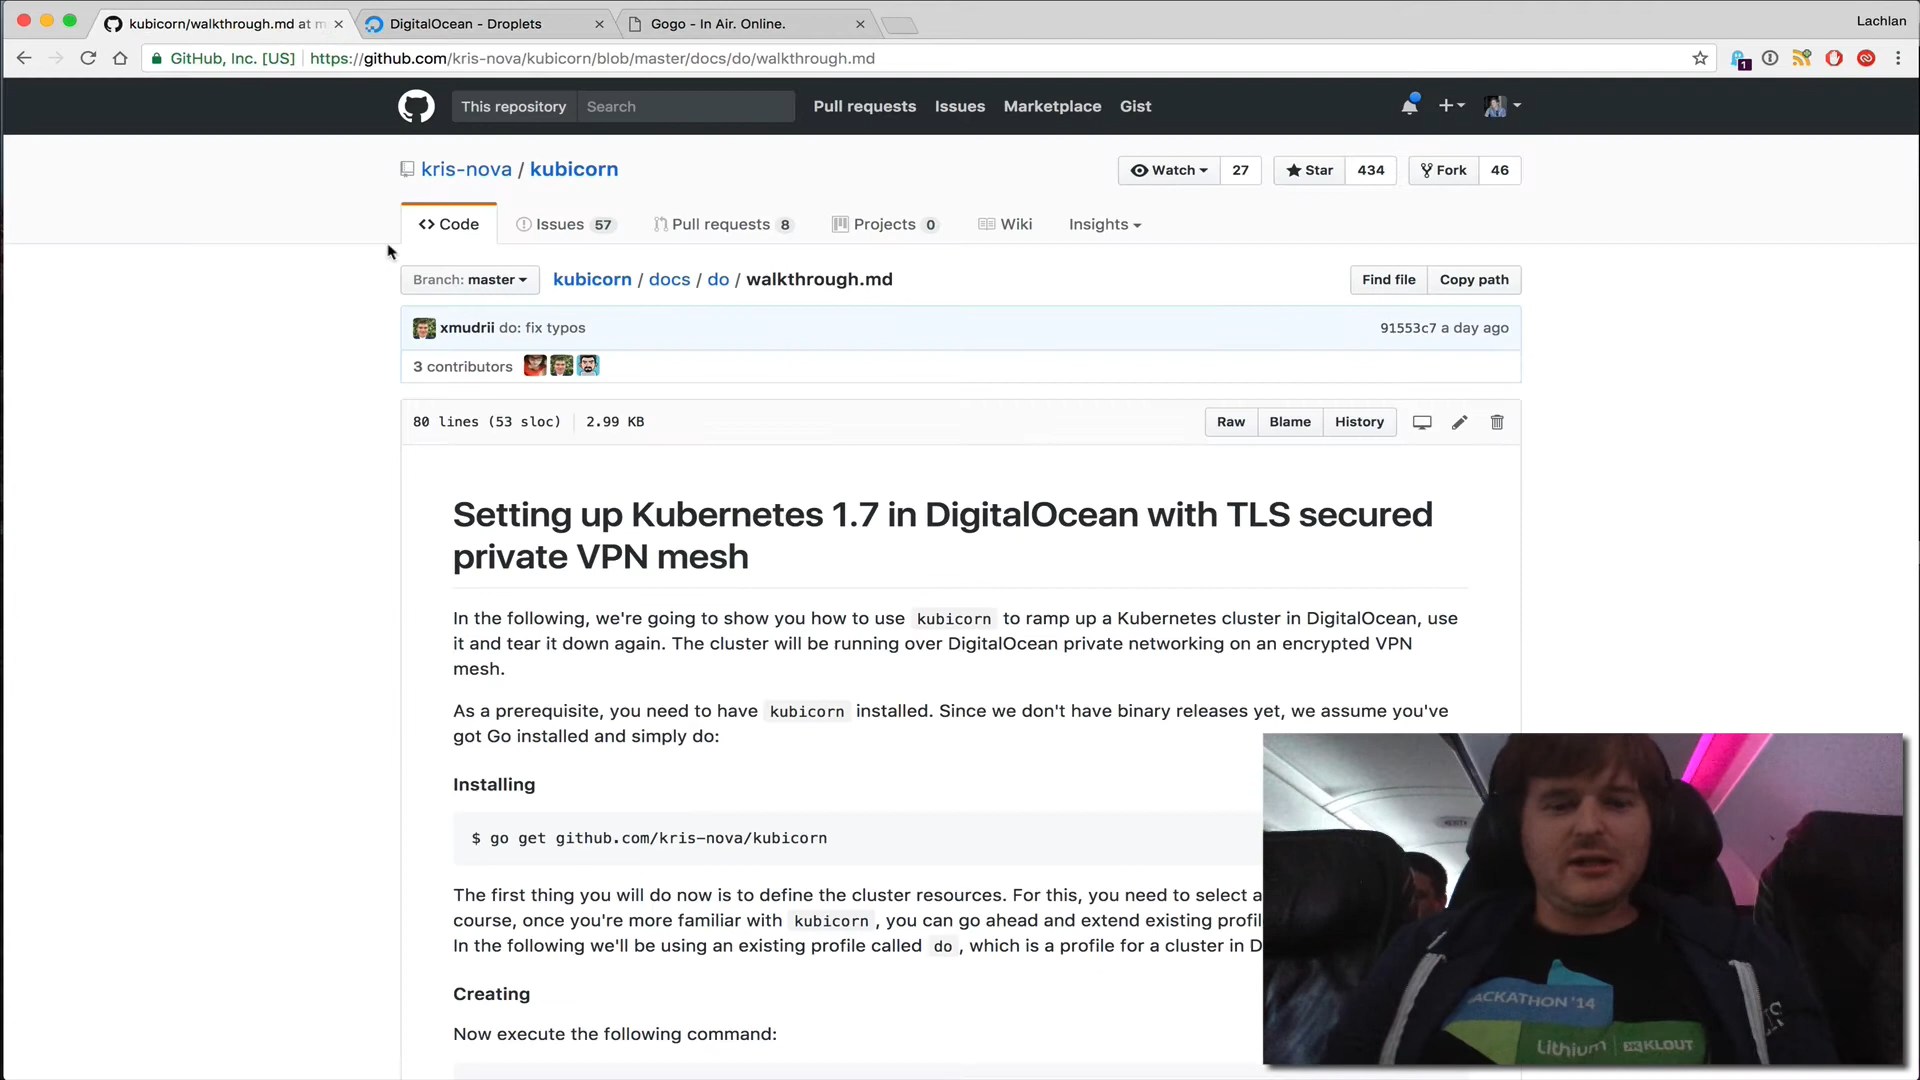 kubicorn/walkthrough.md at m
DigitalOcean - Droplets
Gogo - In Air. Online.
Lachlan
GitHub, Inc. [US]
https://github.com/kris-nova/kubicorn/blob/master/docs/do/walkthrough.md
1
This repository
Search
Pull requests
Issues
Marketplace
Gist
kris-nova / kubicorn
Watch 27
Star 434
Fork 46
<> Code
Issues 57
Pull requests 8
Projects 0
Wiki
Insights
Branch: master
kubicorn / docs / do / walkthrough.md
Find file
Copy path
xmudrii do: fix typos
91553c7 a day ago
3 contributors
80 lines (53 sloc)
2.99 KB
Raw
Blame
History
Setting up Kubernetes 1.7 in DigitalOcean with TLS secured
private VPN mesh
In the following, we're going to show you how to use kubicorn to ramp up a Kubernetes cluster in DigitalOcean, use
it and tear it down again. The cluster will be running over DigitalOcean private networking on an encrypted VPN
mesh.
As a prerequisite, you need to have kubicorn installed. Since we don't have binary releases yet, we assume you've
got Go installed and simply do:
Installing
$ go get github.com/kris-nova/kubicorn
The first thing you will do now is to define the cluster resources. For this, you need to select a
course, once you're more familiar with kubicorn, you can go ahead and extend existing profil
In the following we'll be using an existing profile called do, which is a profile for a cluster in D
Creating
Now execute the following command:
ACKATHON '14
Lithium
KLOUT